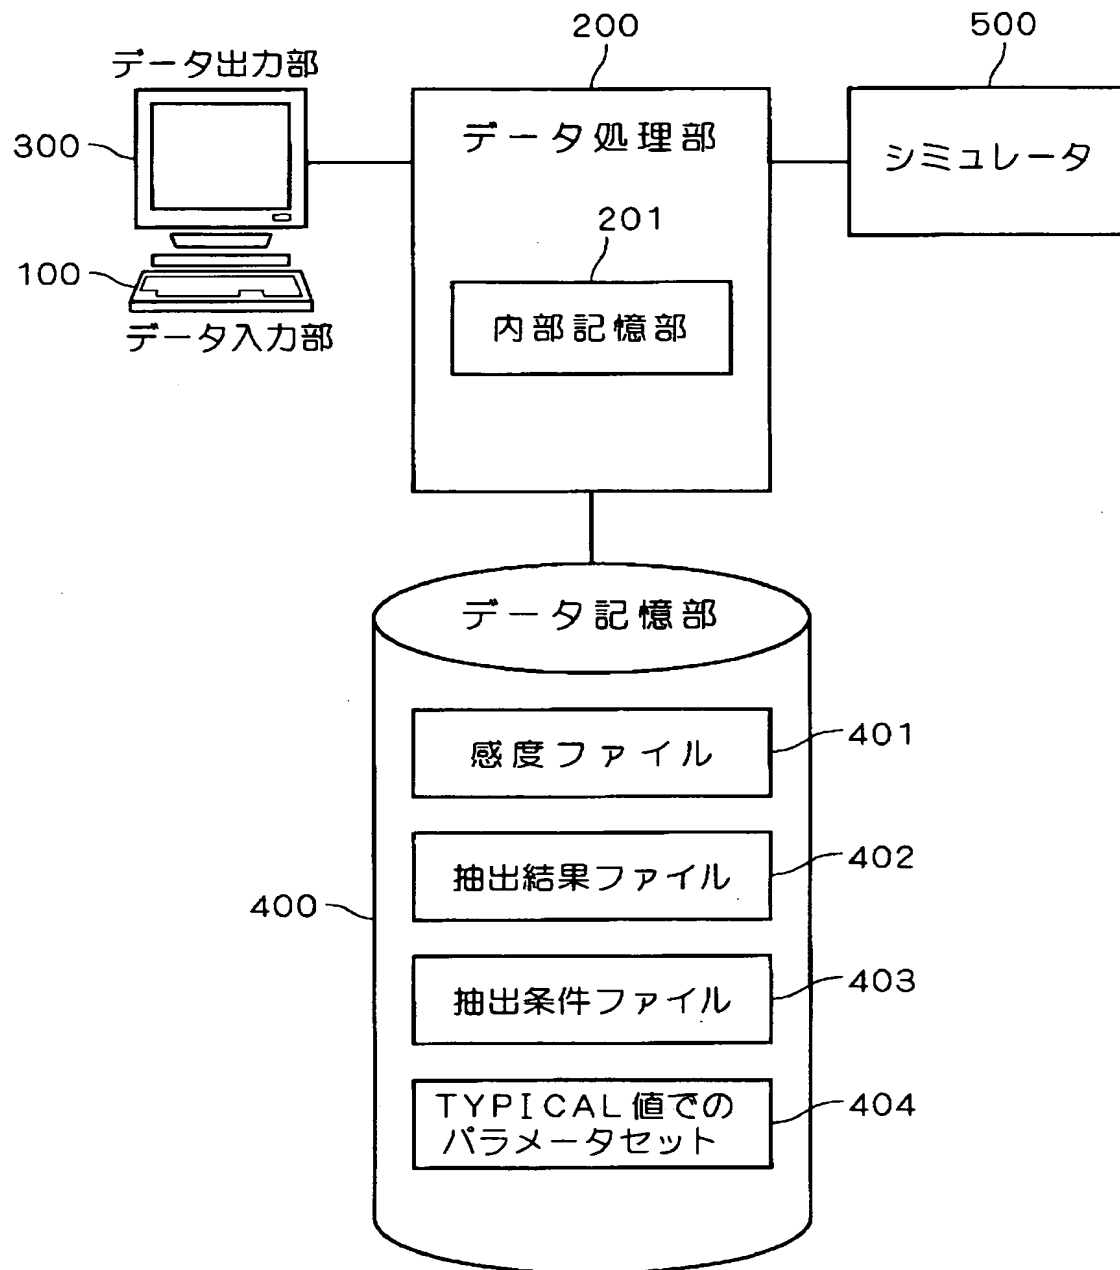 200
500
データ出力部
300
データ処理部
シミュレータ
201
100
内部記憶部
データ入力部
データ記憶部
感度ファイル
401
抽出結果ファイル
402
400
抽出条件ファイル
403
TYPICAL値での
パラメータセット
404